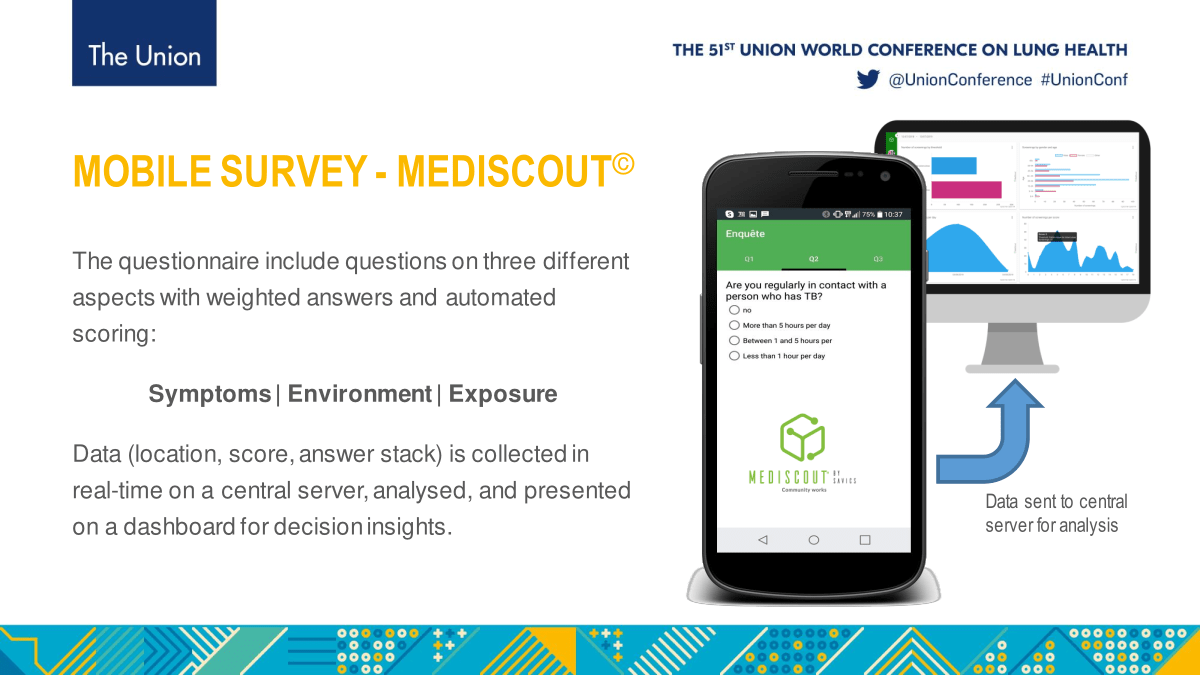 The Union
THE 51ST UNION WORLD CONFERENCE ON LUNG HEALTH
@UnionConference #UnionConf
MOBILE SURVEY - MEDISCOUT©
The questionnaire include questions on three different
aspects with weighted answers and automated
scoring:
Symptoms | Environment | Exposure
Data (location, score, answer stack) is collected in
real-time on a central server, analysed, and presented
on a dashboard for decision insights.
75% 10:37
Enquête
Q1 Q2 Q3
Are you regularly in contact with a
person who has TB?
no
More than 5 hours per day
Between 1 and 5 hours per
Less than 1 hour per day
MEDISCOUT BY SAVICS
Community works
Data sent to central
server for analysis